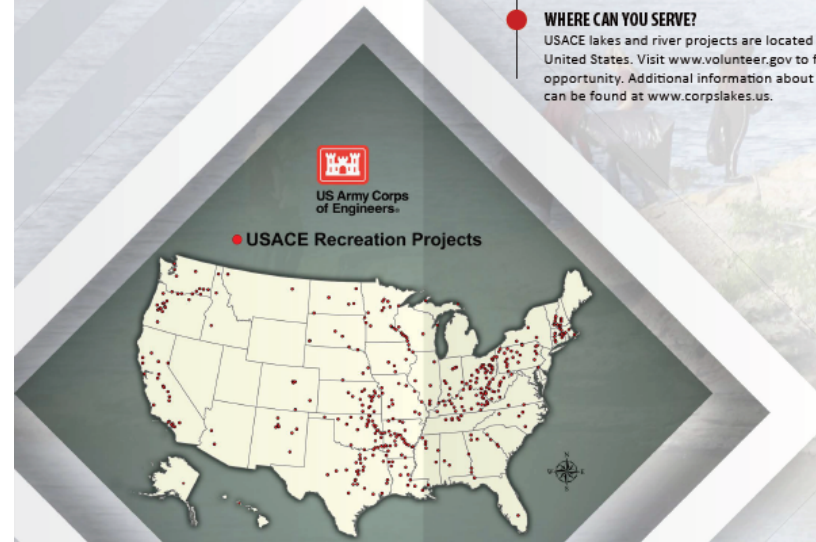 WHERE CAN YOU SERVE?
USACE lakes and river projects are located
United States. Visit www.volunteer.gov to f
opportunity. Additional information about
can be found at www.corpslakes.us.
US Army Corps
of Engineers®
USACE Recreation Projects
N
W E
S